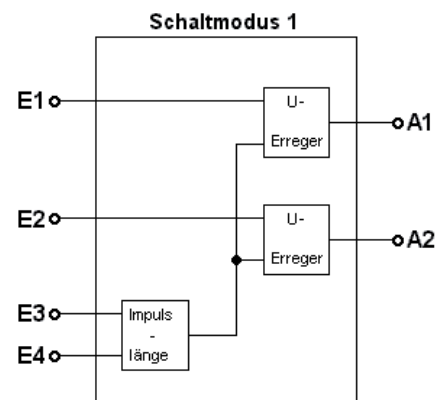 Schaltmodus 1
E1
U-
Erreger
A1
E2
U-
Erreger
A2
E3
Impuls
-
länge
E4